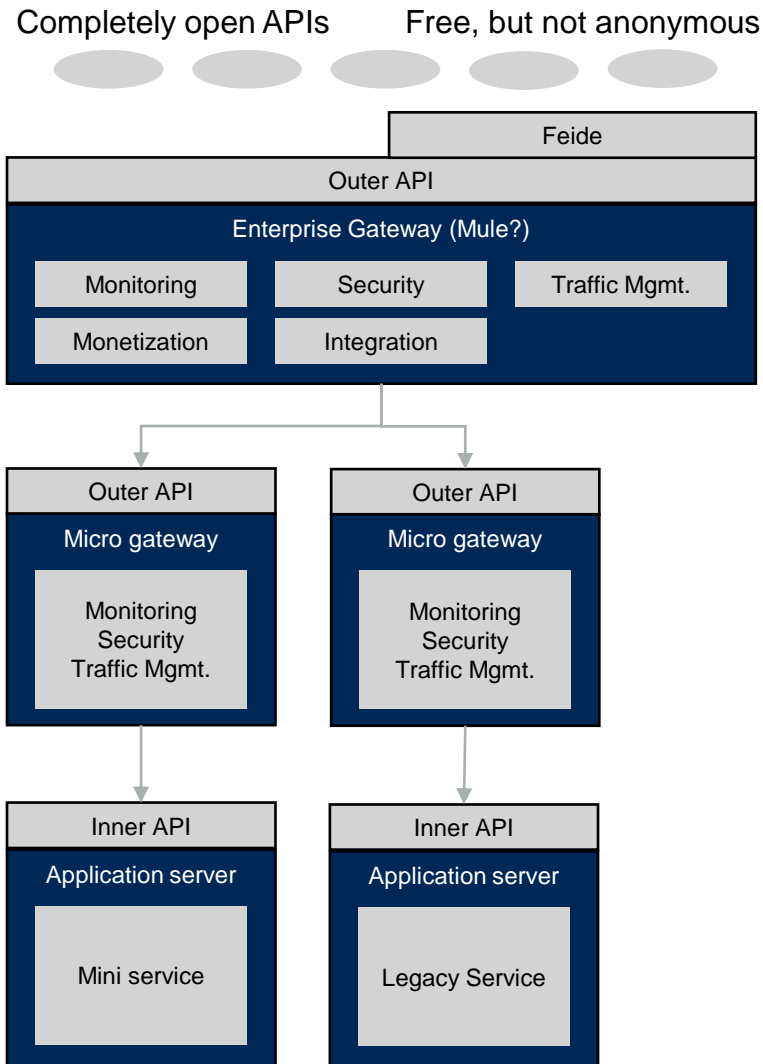 Completely open APIs
Free, but not anonymous
Feide
Outer API
Enterprise Gateway (Mule?)
Monitoring
Security
Traffic Mgmt.
Monetization
Integration
Outer API
Micro gateway
Monitoring
Security
Traffic Mgmt.
Outer API
Micro gateway
Monitoring
Security
Traffic Mgmt.
Inner API
Application server
Mini service
Inner API
Application server
Legacy Service